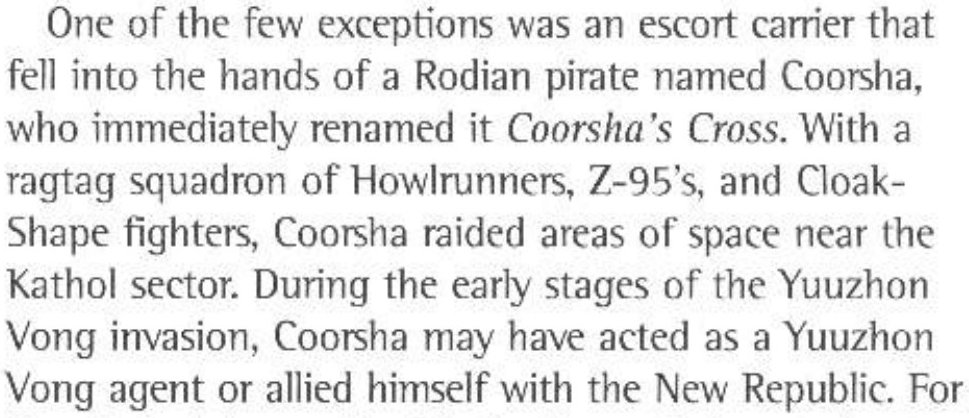 One of the few exceptions was an escort carrier that
fell into the hands of a Rodian pirate named Coorsha,
who immediately renamed it Coorsha's Cross. With a
ragtag squadron of Howlrunners, Z-95's, and Cloak-
Shape fighters, Coorsha raided areas of space near the
Kathol sector. During the early stages of the Yuuzhon
Vong invasion, Coorsha may have acted as a Yuuzhon
Vong agent or allied himself with the New Republic. For